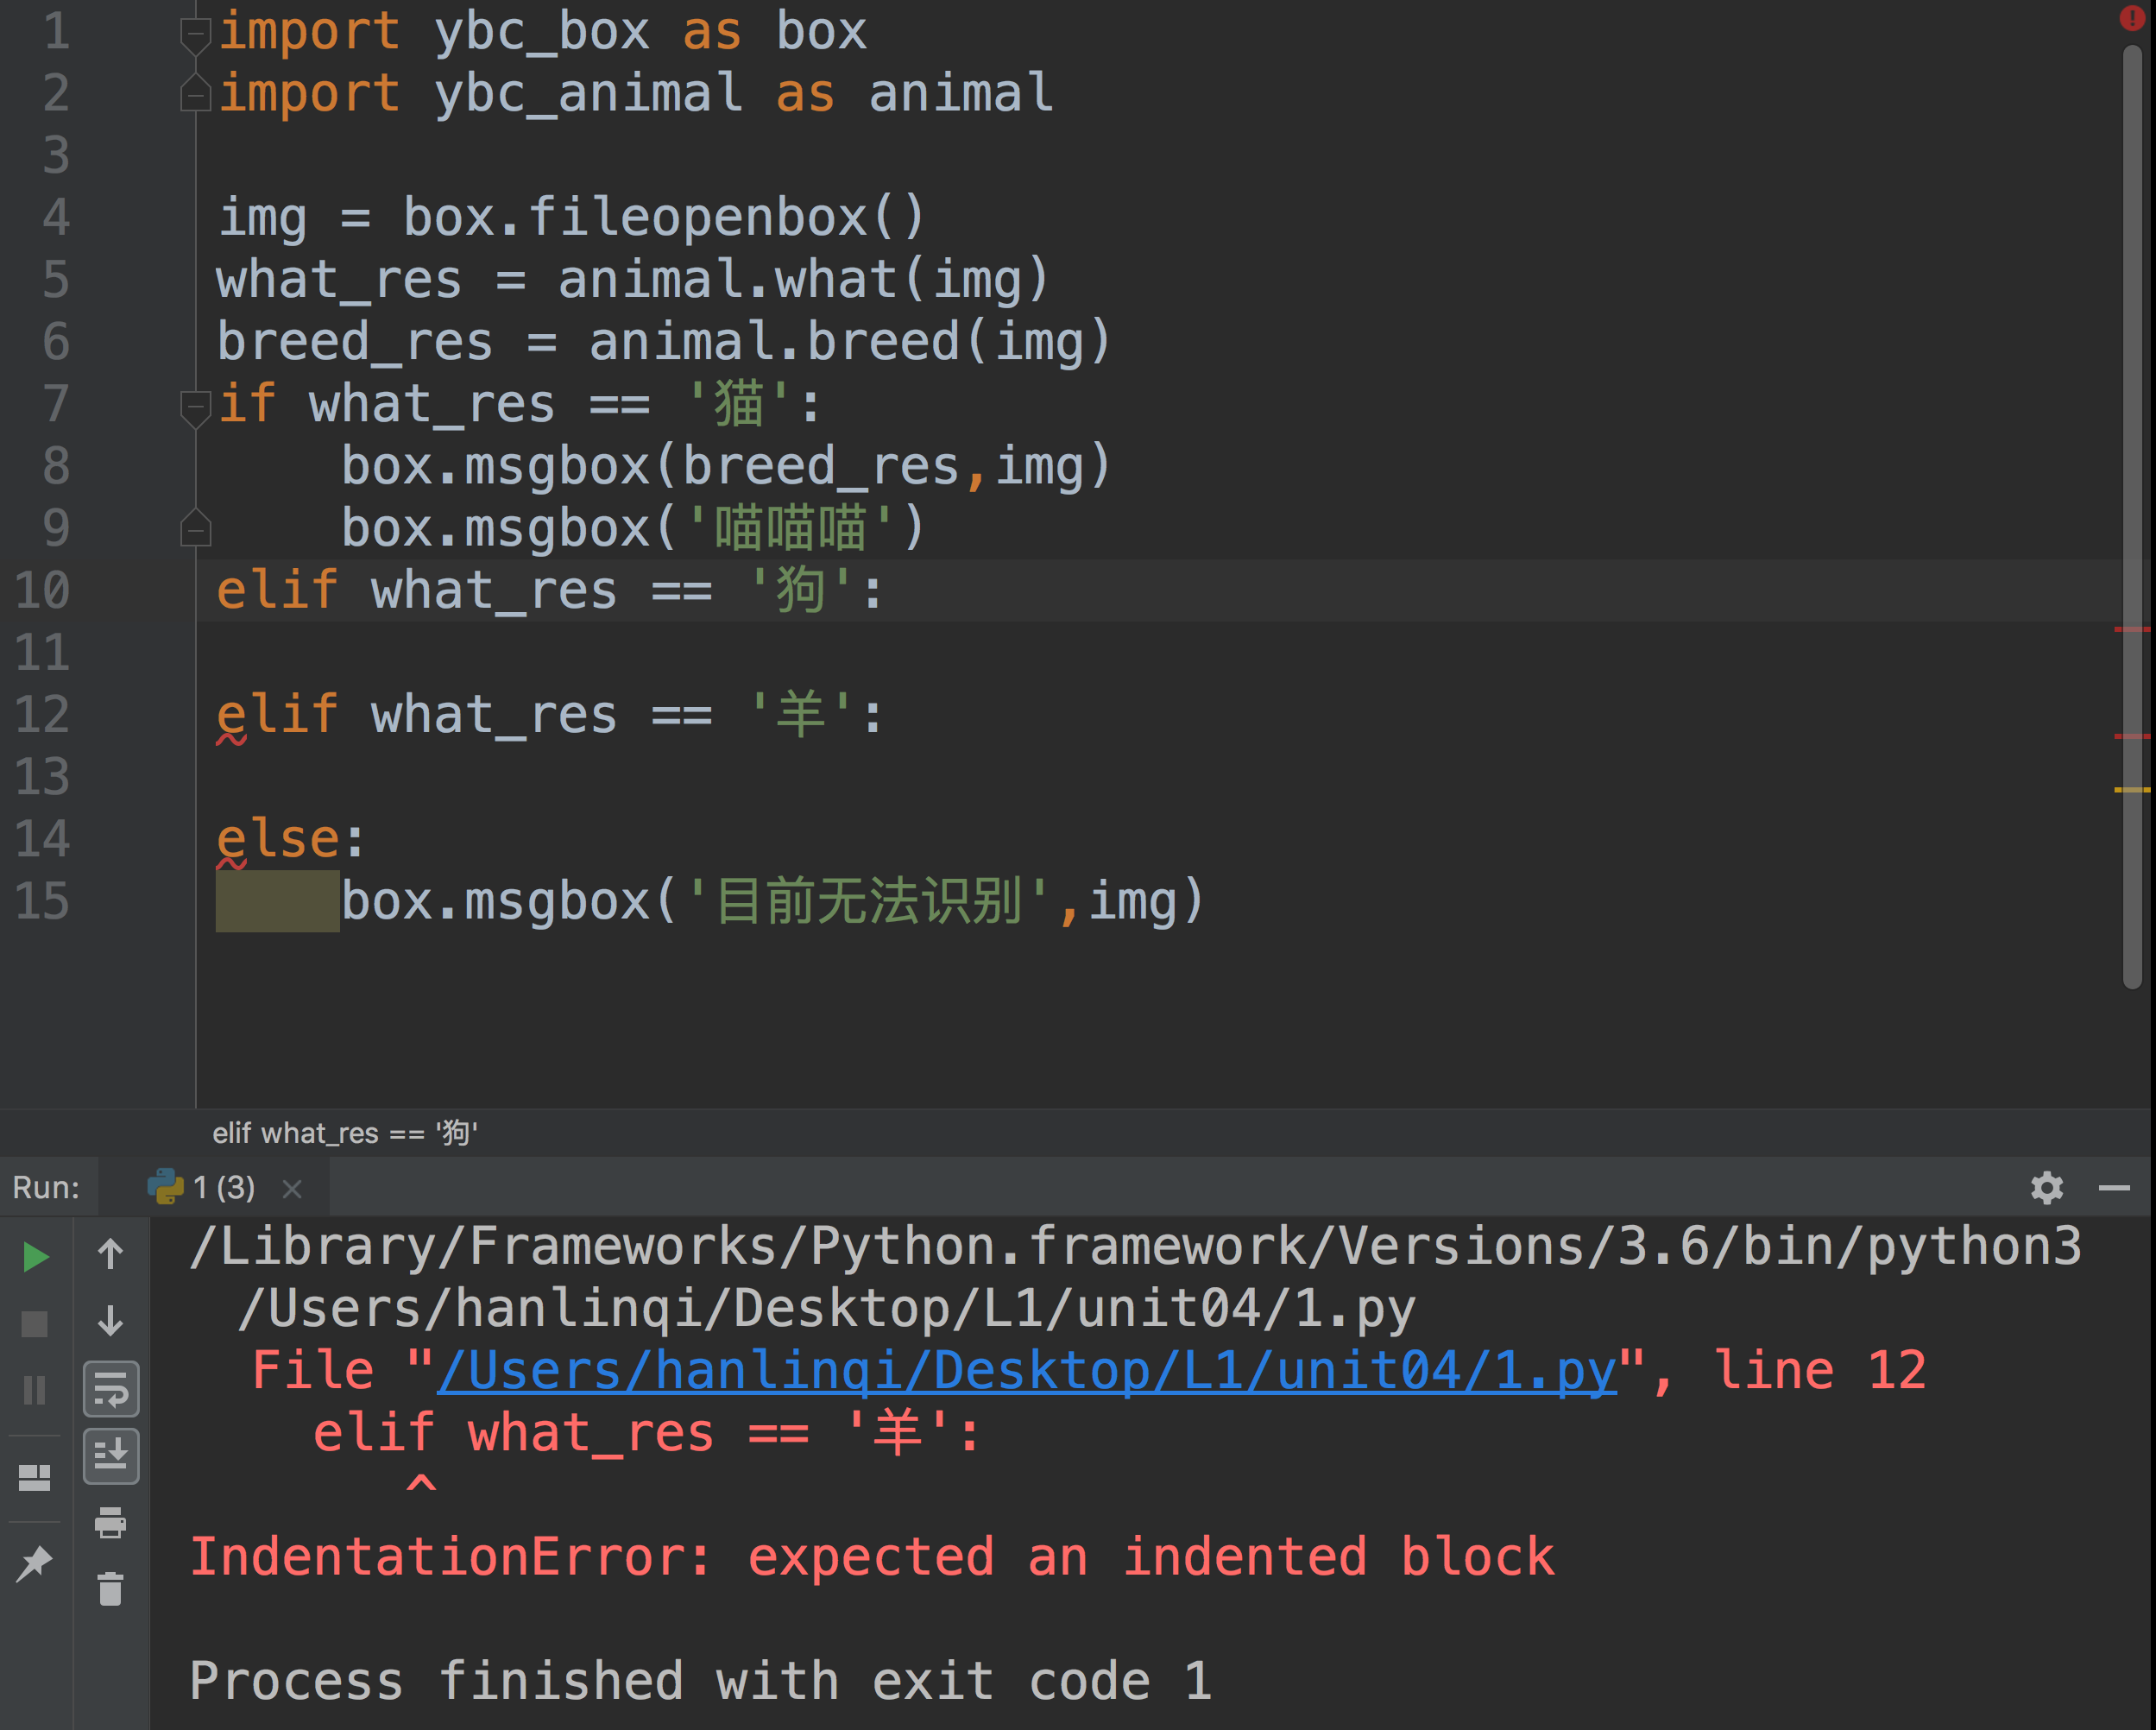 1 import ybc_box as box
2 import ybc_animal as animal
3
4 img = box.fileopenbox()
5 what_res = animal.what(img)
6 breed_res = animal.breed(img)
7 if what_res == '猫':
8     box.msgbox(breed_res,img)
9     box.msgbox('喵喵喵')
10 elif what_res == '狗':
11
12 elif what_res == '羊':
13
14 else:
15     box.msgbox('目前无法识别',img)
elif what_res == '狗'
Run: 1 (3)
/Library/Frameworks/Python.framework/Versions/3.6/bin/python3
/Users/hanlinqi/Desktop/L1/unit04/1.py
File "/Users/hanlinqi/Desktop/L1/unit04/1.py", line 12
elif what_res == '羊':
^
IndentationError: expected an indented block
Process finished with exit code 1